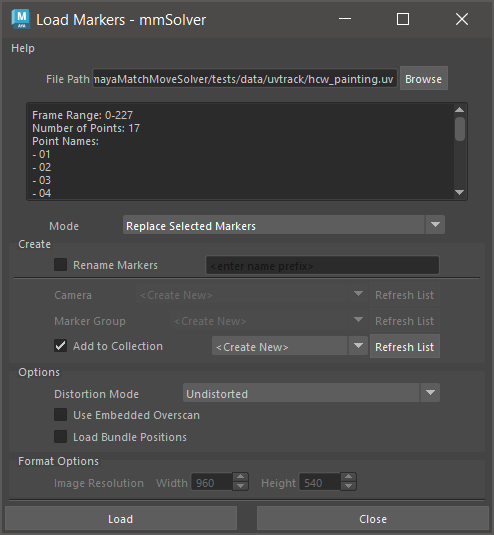 Load Markers - mmSolver
Help
File Path mayaMatchMoveSolver/tests/data/uvtrack/hcw_painting.uv Browse
Frame Range: 0-227
Number of Points: 17
Point Names:
- 01
- 02
- 03
- 04
Mode Replace Selected Markers
Create
Rename Markers <enter name prefix>
Camera <Create New> Refresh List
Marker Group <Create New> Refresh List
Add to Collection <Create New> Refresh List
Options
Distortion Mode Undistorted
Use Embedded Overscan
Load Bundle Positions
Format Options
Image Resolution Width 960 Height 540
Load Close